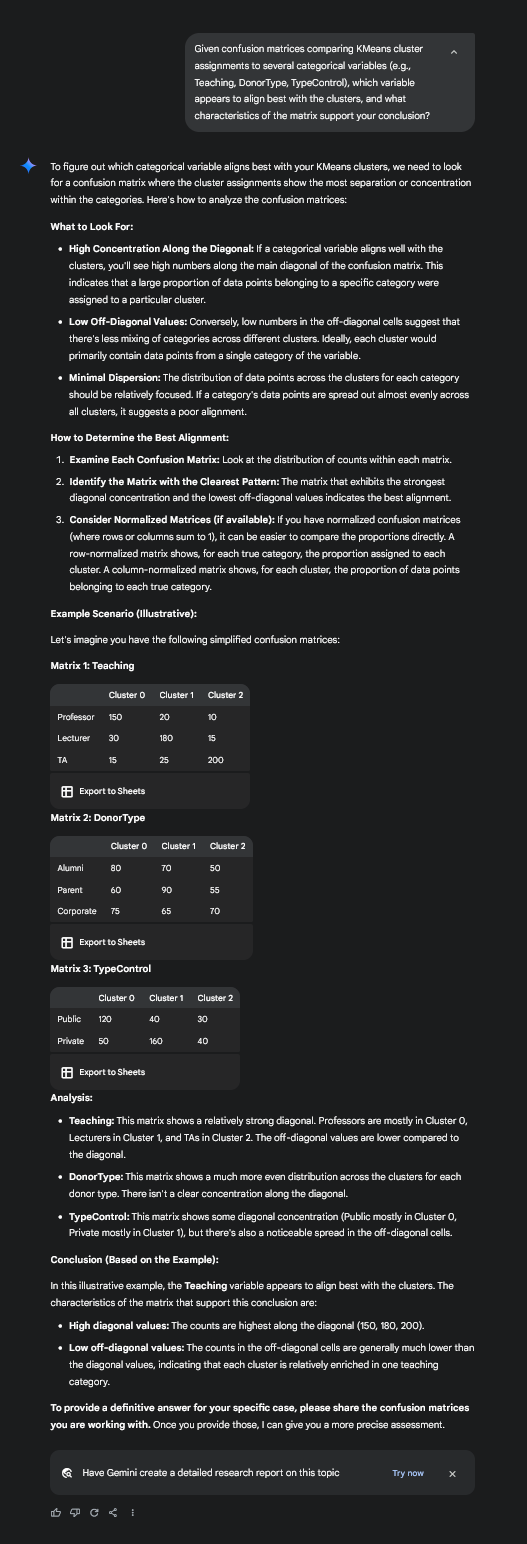 Given confusion matrices comparing KMeans cluster
assignments to several categorical variables (e.g.,
Teaching, DonorType, TypeControl), which variable
appears to align best with the clusters, and what
characteristics of the matrix support your conclusion?
To figure out which categorical variable aligns best with your KMeans clusters, we need to look
for a confusion matrix where the cluster assignments show the most separation or concentration
within the categories. Here's how to analyze the confusion matrices:
What to Look For:
• High Concentration Along the Diagonal: If a categorical variable aligns well with the
clusters, you'll see high numbers along the main diagonal of the confusion matrix. This
indicates that a large proportion of data points belonging to a specific category were
assigned to a particular cluster.
• Low Off-Diagonal Values: Conversely, low numbers in the off-diagonal cells suggest that
there's less mixing of categories across different clusters. Ideally, each cluster would
primarily contain data points from a single category of the variable.
• Minimal Dispersion: The distribution of data points across the clusters for each category
should be relatively focused. If a category's data points are spread out almost evenly across
all clusters, it suggests a poor alignment.
How to Determine the Best Alignment:
1. Examine Each Confusion Matrix: Look at the distribution of counts within each matrix.
2. Identify the Matrix with the Clearest Pattern: The matrix that exhibits the strongest
diagonal concentration and the lowest off-diagonal values indicates the best alignment.
3. Consider Normalized Matrices (if available): If you have normalized confusion matrices
(where rows or columns sum to 1), it can be easier to compare the proportions directly. A
row-normalized matrix shows, for each true category, the proportion assigned to each
cluster. A column-normalized matrix shows, for each cluster, the proportion of data points
belonging to each true category.
Example Scenario (Illustrative):
Let's imagine you have the following simplified confusion matrices:
Matrix 1: Teaching
Cluster 0 Cluster 1 Cluster 2
Professor 150 20 10
Lecturer 30 180 15
TA 15 25 200
Export to Sheets
Matrix 2: DonorType
Cluster 0 Cluster 1 Cluster 2
Alumni 80 70 50
Parent 60 90 55
Corporate 75 65 70
Export to Sheets
Matrix 3: TypeControl
Cluster 0 Cluster 1 Cluster 2
Public 120 40 30
Private 50 160 40
Export to Sheets
Analysis:
• Teaching: This matrix shows a relatively strong diagonal. Professors are mostly in Cluster 0,
Lecturers in Cluster 1, and TAs in Cluster 2. The off-diagonal values are lower compared to
the diagonal.
• DonorType: This matrix shows a much more even distribution across the clusters for each
donor type. There isn't a clear concentration along the diagonal.
• TypeControl: This matrix shows some diagonal concentration (Public mostly in Cluster 0,
Private mostly in Cluster 1), but there's also a noticeable spread in the off-diagonal cells.
Conclusion (Based on the Example):
In this illustrative example, the Teaching variable appears to align best with the clusters. The
characteristics of the matrix that support this conclusion are:
• High diagonal values: The counts are highest along the diagonal (150, 180, 200).
• Low off-diagonal values: The counts in the off-diagonal cells are generally much lower than
the diagonal values, indicating that each cluster is relatively enriched in one teaching
category.
To provide a definitive answer for your specific case, please share the confusion matrices
you are working with. Once you provide those, I can give you a more precise assessment.
Have Gemini create a detailed research report on this topic Try now